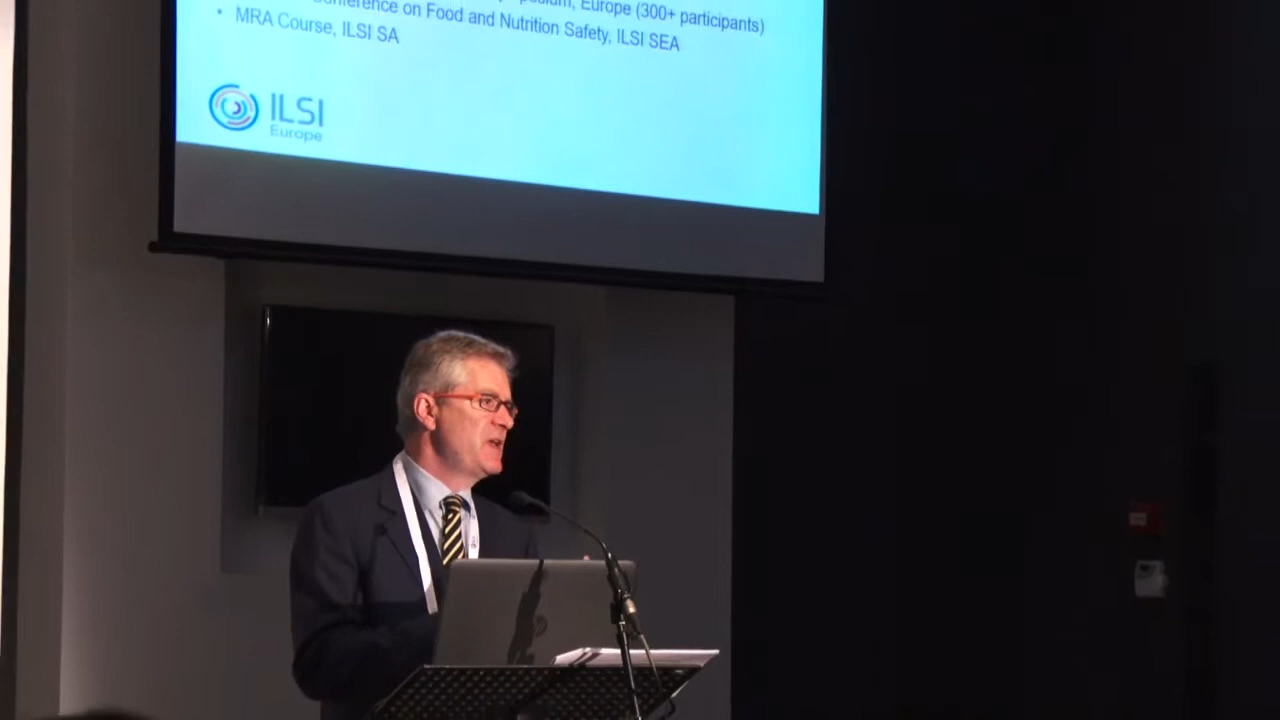 Conference on Food and Nutrition Safety, ILSI SEA
Europe (300+ participants)
• MRA Course, ILSI SA
ILSI
Europe